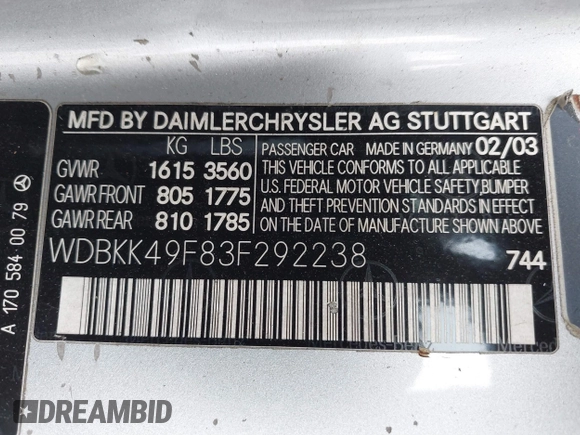 MFD BY DAIMLERCHRYSLER AG STUTTGART
KG LBS
GVWR 1615 3560
GAWR FRONT 805 1775
GAWR REAR 810 1785
PASSENGER CAR MADE IN GERMANY 02/03
THIS VEHICLE CONFORMS TO ALL APPLICABLE
U.S. FEDERAL MOTOR VEHICLE SAFETY, BUMPER
AND THEFT PREVENTION STANDARDS IN EFFECT
ON THE DATE OF MANUFACTURE SHOWN ABOVE.
WDBKK49F83F292238 744
A 170 584 00 79
DREAMBID